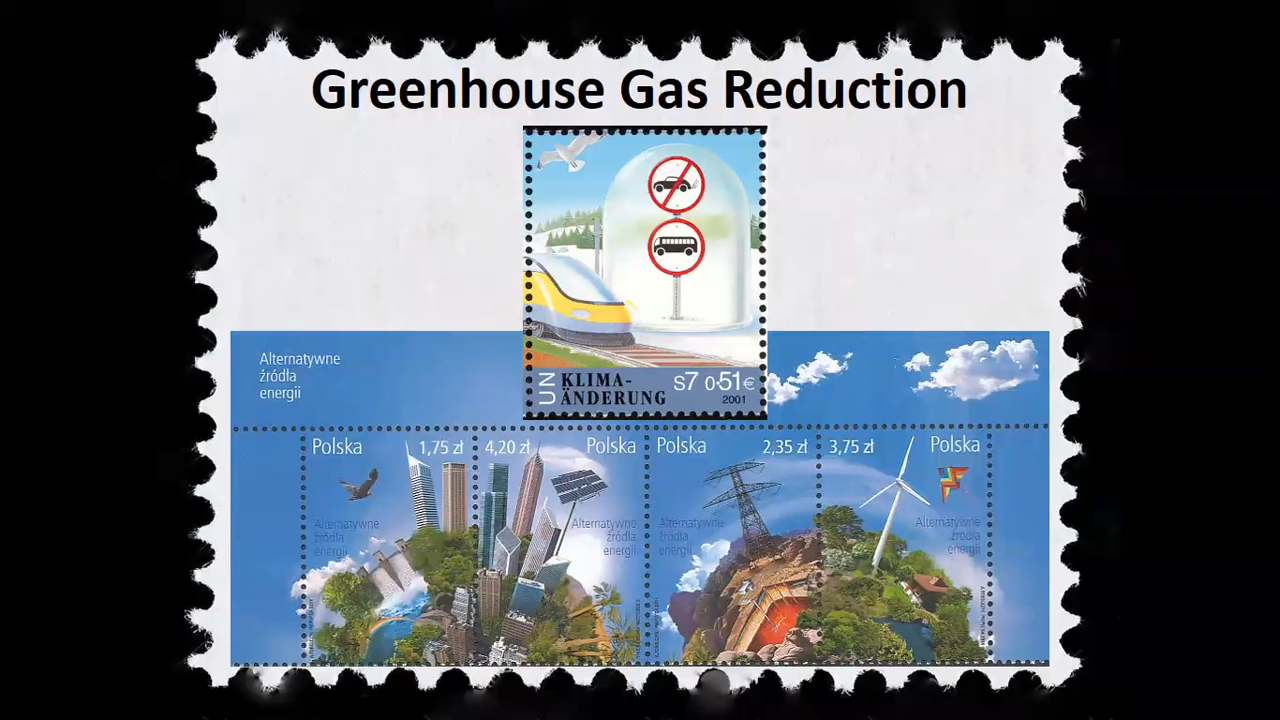 Greenhouse Gas Reduction
UN
KLIMA-
ÄNDERUNG
S7 0·51€
2001
Alternatywne
źródła
energii
Polska 1,75 zł
4,20 zł Polska
Polska 2,35 zł
3,75 zł Polska
Alternatywne
źródła
energii
Alternatywne
źródła
energii
Alternatywne
źródła
energii
Alternatywne
źródła
energii